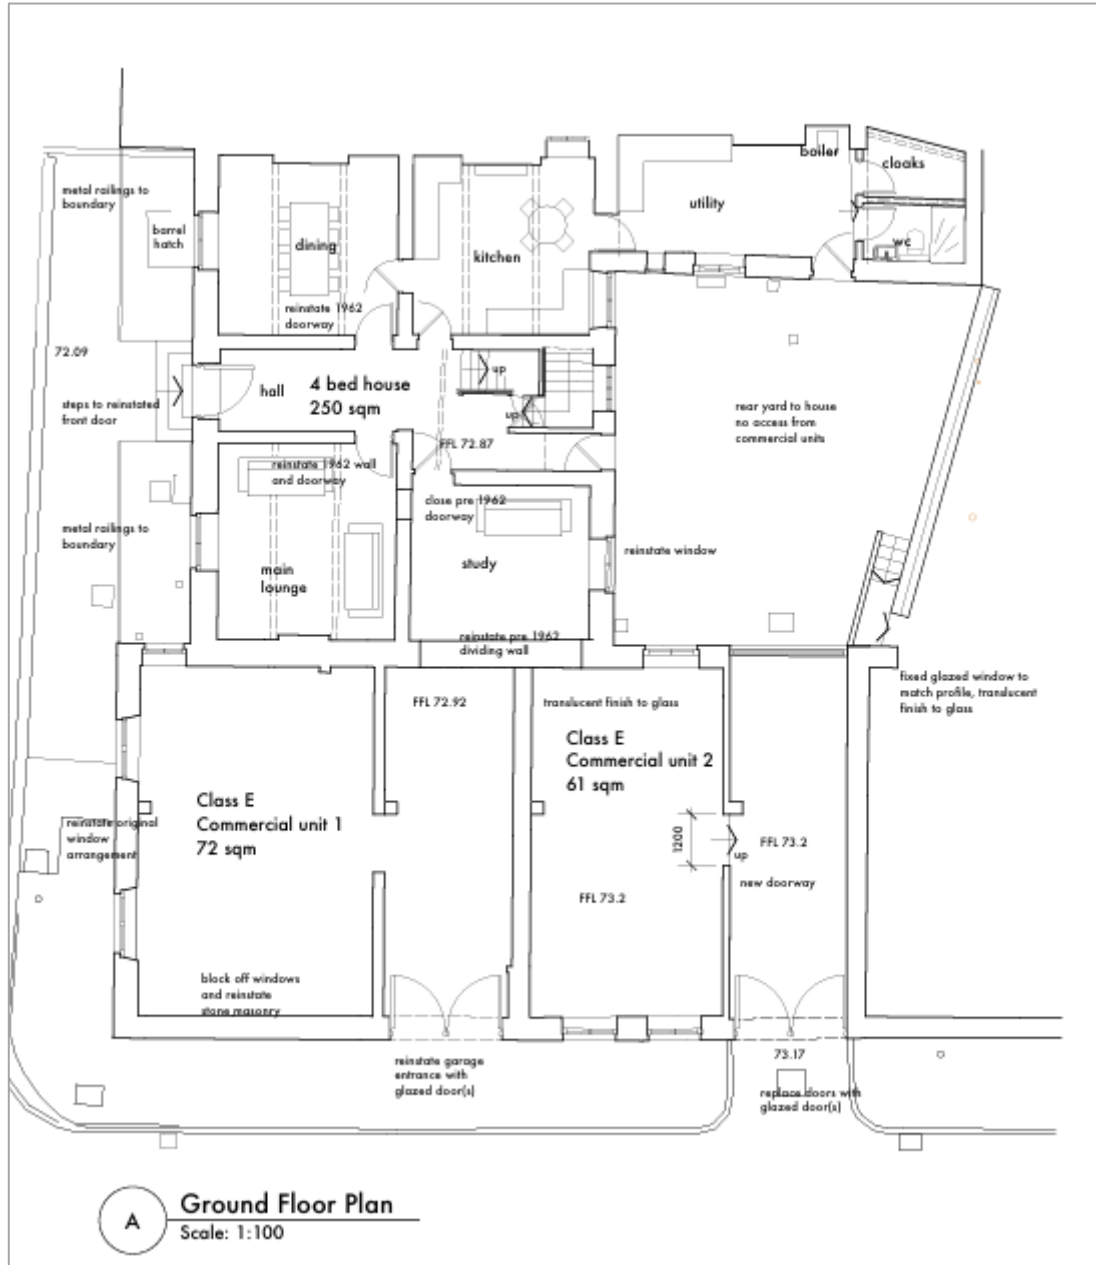 boiler
cloaks
metal railings to
boundary
utility
barrel
hatch
dining
kitchen
wc
reinstate 1962
doorway
72.09
up
hall
4 bed house
250 sqm
steps to reinstated
front door
rear yard to house
no access from
commercial units
up
FFL 72.87
reinstate 1962 wall
and doorway
close pre 1962
doorway
metal railings to
boundary
reinstate window
main
lounge
study
reinstate pre 1962
dividing wall
fixed glazed window to
match profile, translucent
finish to glass
FFL 72.92
translucent finish to glass
Class E
Commercial unit 2
61 sqm
Class E
Commercial unit 1
72 sqm
reinstate original
window
arrangement
1200
FFL 73.2
up
new doorway
FFL 73.2
block off windows
and reinstate
stone masonry
reinstate garage
entrance with
glazed door(s)
73.17
replace doors with
glazed door(s)
A
Ground Floor Plan
Scale: 1:100